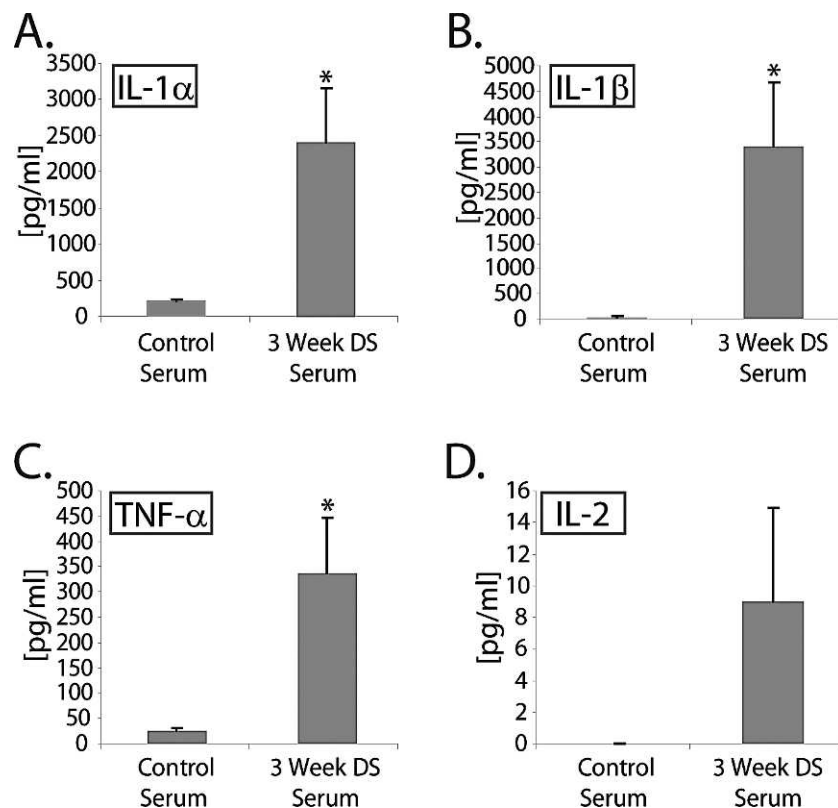 A.
IL-1α
*
[pg/ml]
3500
3000
2500
2000
1500
1000
500
0
Control
Serum
3 Week DS
Serum
B.
IL-1β
*
[pg/ml]
5000
4500
4000
3500
3000
2500
2000
1500
1000
500
0
Control
Serum
3 Week DS
Serum
C.
TNF-α
*
[pg/ml]
500
450
400
350
300
250
200
150
100
50
0
Control
Serum
3 Week DS
Serum
D.
IL-2
[pg/ml]
16
14
12
10
8
6
4
2
0
Control
Serum
3 Week DS
Serum